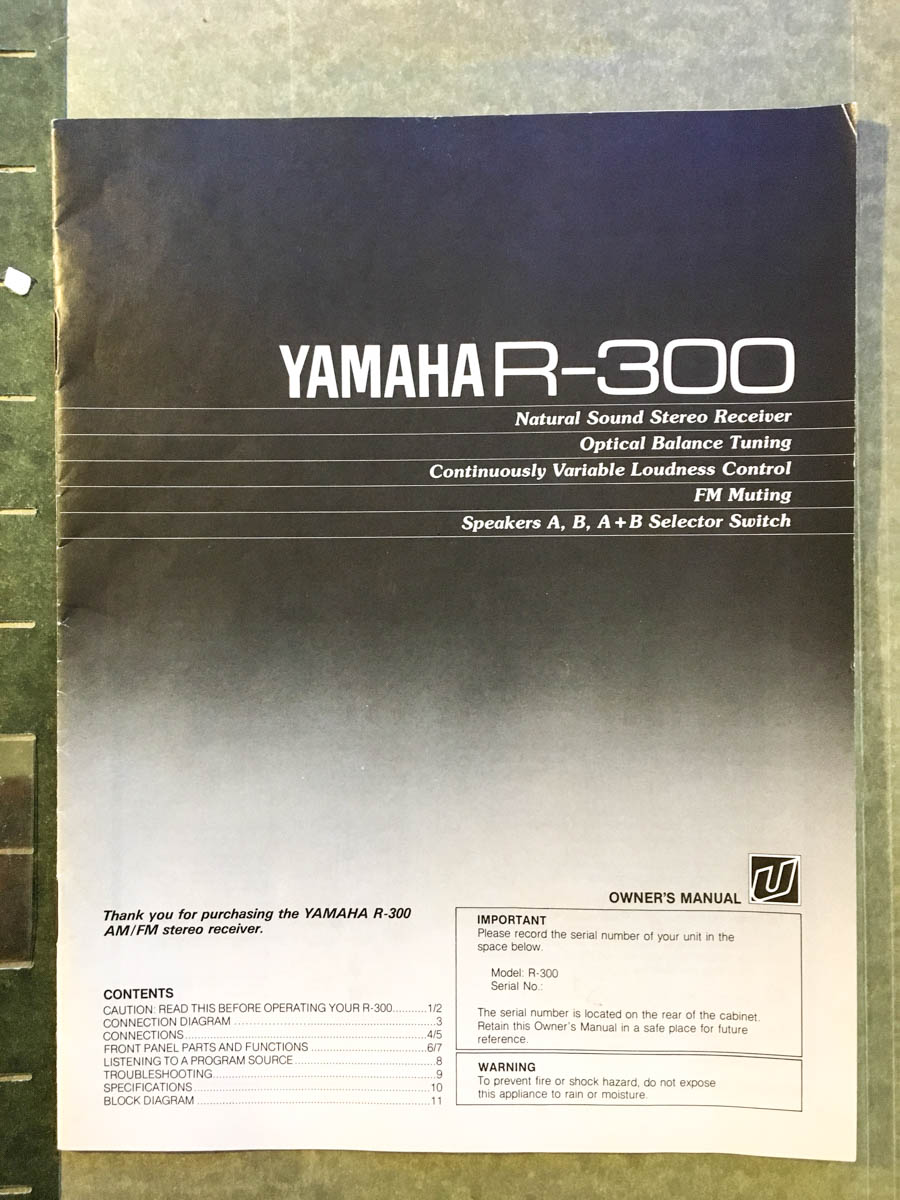 YAMAHA R-300
Natural Sound Stereo Receiver
Optical Balance Tuning
Continuously Variable Loudness Control
FM Muting
Speakers A, B, A+B Selector Switch
Thank you for purchasing the YAMAHA R-300
AM/FM stereo receiver.
CONTENTS
CAUTION: READ THIS BEFORE OPERATING YOUR R-300..........1/2
CONNECTION DIAGRAM..........3
CONNECTIONS..........4/5
FRONT PANEL PARTS AND FUNCTIONS..........6/7
LISTENING TO A PROGRAM SOURCE..........8
TROUBLESHOOTING..........9
SPECIFICATIONS..........10
BLOCK DIAGRAM..........11
OWNER'S MANUAL
U
IMPORTANT
Please record the serial number of your unit in the
space below.
Model: R-300
Serial No.:
The serial number is located on the rear of the cabinet.
Retain this Owner's Manual in a safe place for future
reference.
WARNING
To prevent fire or shock hazard, do not expose
this appliance to rain or moisture.